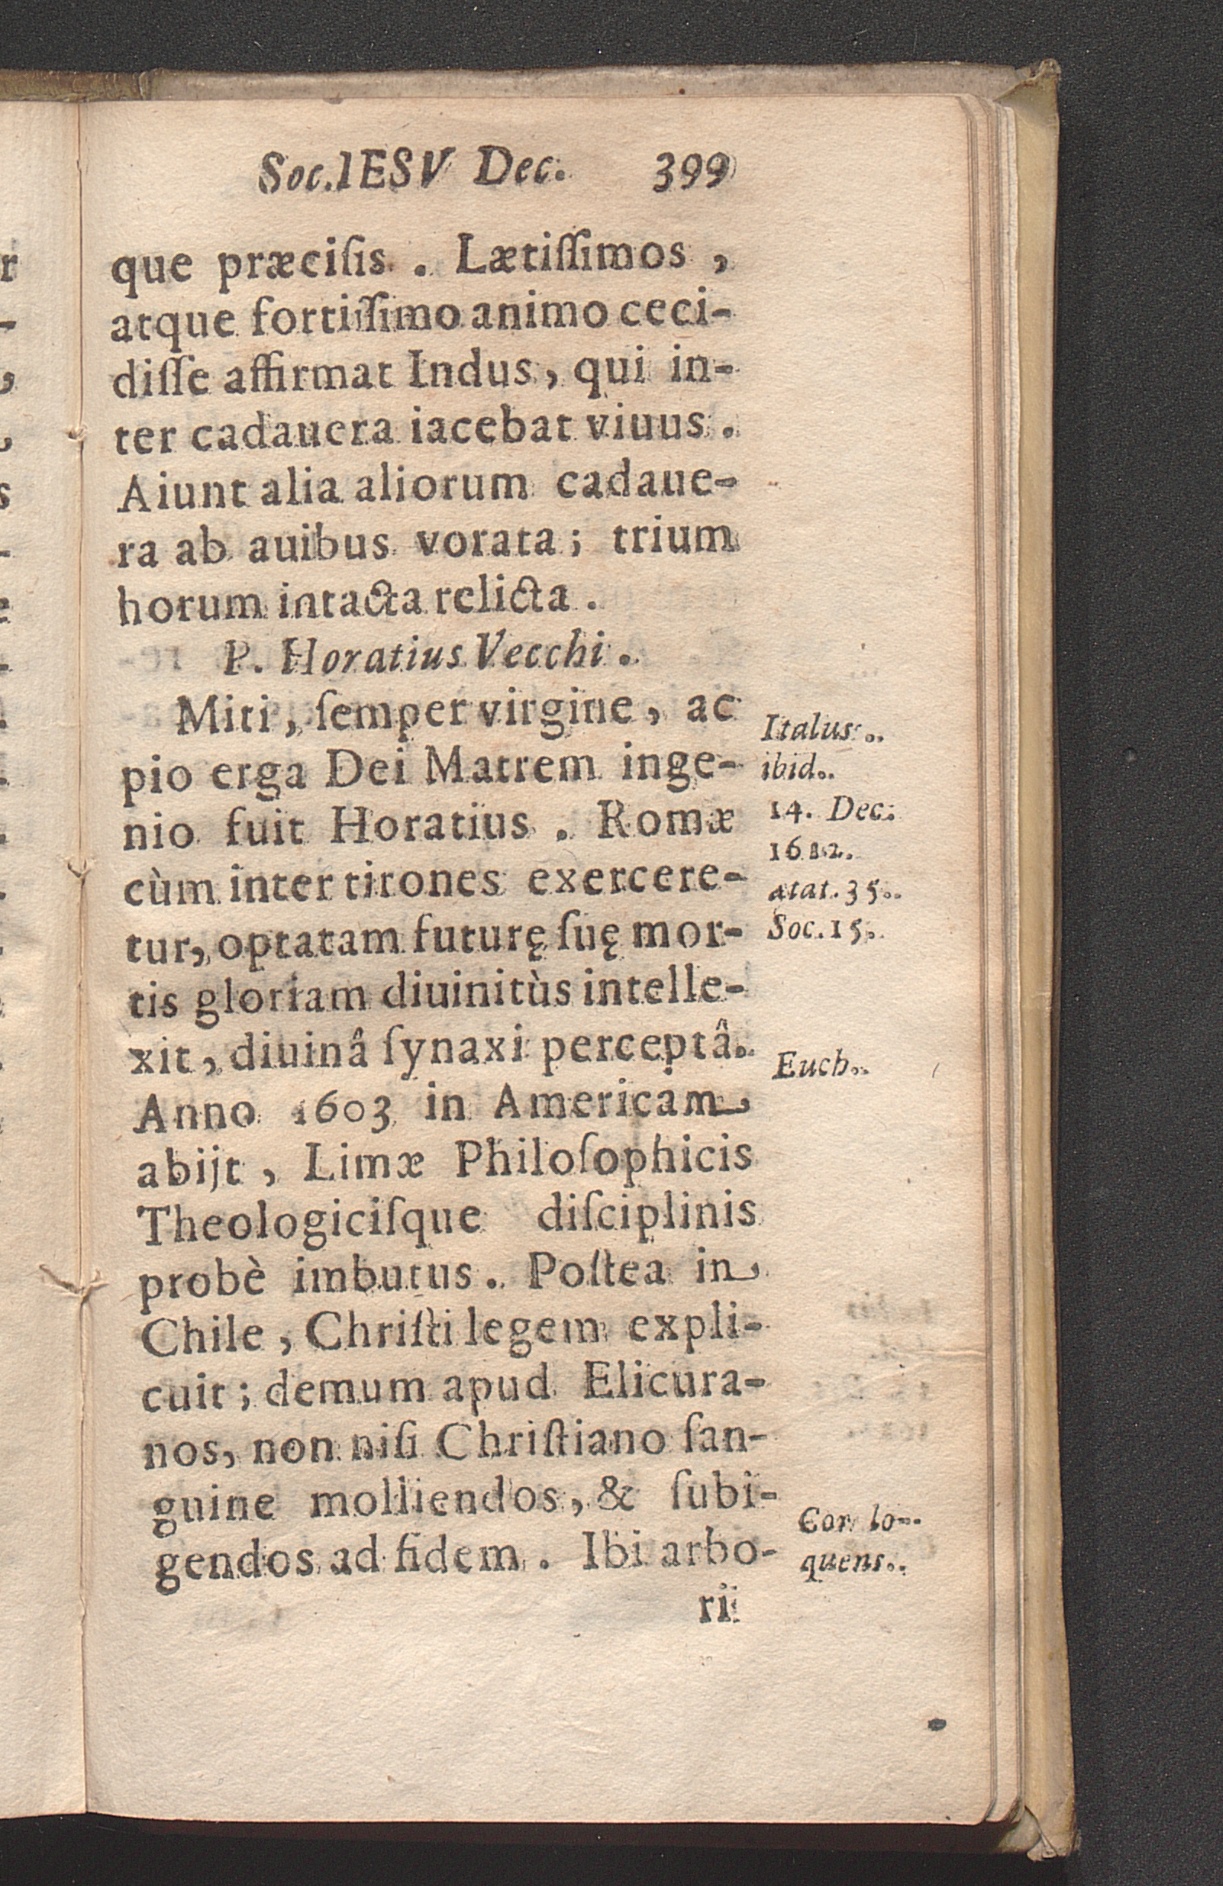 Soc. IESV Dec. 399
que præcisis. Lætissimos,
atque fortissimo animo ceci-
disse affirmat Indus, qui in-
ter cadauera iacebat viuus.
Aiunt alia aliorum cadaue-
ra ab auibus vorata; trium
horum intacta relicta.
P. Horatius Vecchi.
Miti, semper virgine, ac
pio erga Dei Matrem inge-
nio fuit Horatius. Romæ
cùm inter tirones exercere-
tur, optatam futurę suę mor-
tis gloriam diuinitùs intelle-
xit, diuinâ synaxi perceptâ.
Anno 1603 in Americam
abijt, Limæ Philosophicis
Theologicisque disciplinis
probè imbutus. Postea in
Chile, Christi legem expli-
cuit; demum apud Elicura-
nos, non nisi Christiano san-
guine molliendos, & subi-
gendos ad fidem. Ibi arbo-
ri
Italus.
ibid.
14. Dec.
1612.
ætat. 35.
Soc. 15.
Euch.
Cor lo-
quens.